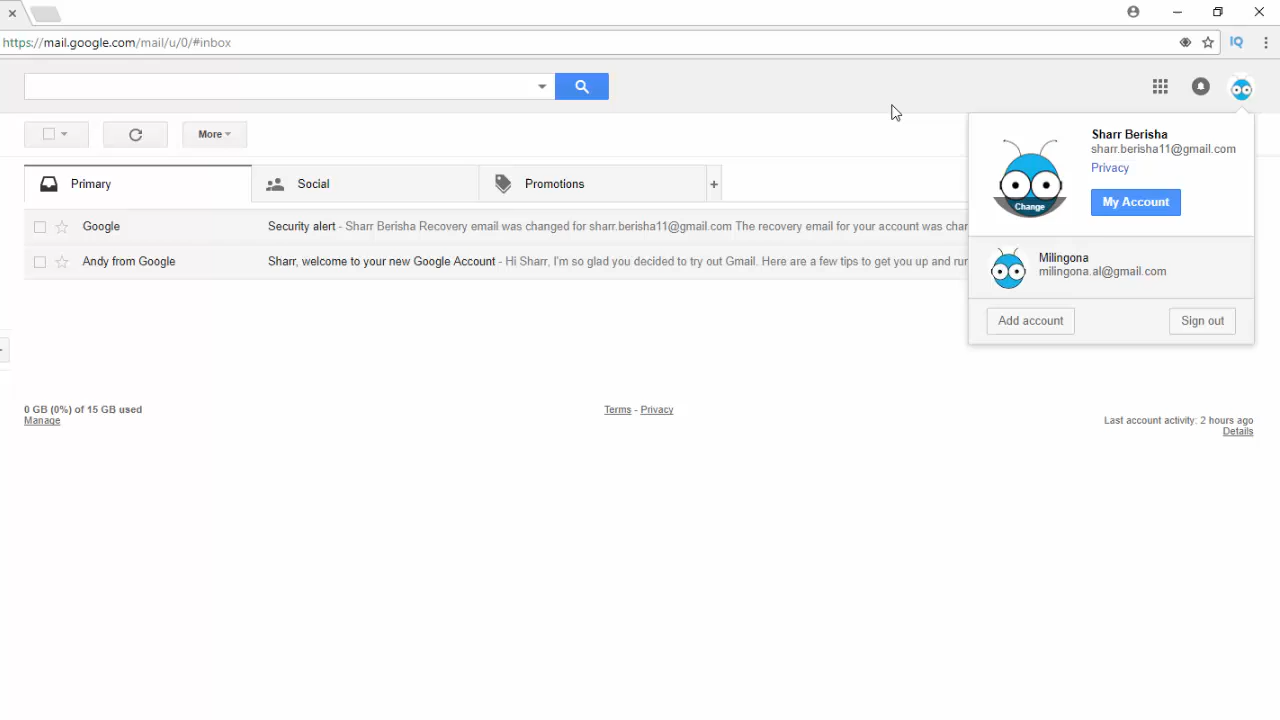 https://mail.google.com/mail/u/0/#inbox
IQ
More
Sharr Berisha
sharr.berisha11@gmail.com
Privacy
My Account
Change
Primary
Social
Promotions
+
Google
Security alert - Sharr Berisha Recovery email was changed for sharr.berisha11@gmail.com The recovery email for your account was char
Andy from Google
Sharr, welcome to your new Google Account - Hi Sharr, I'm so glad you decided to try out Gmail. Here are a few tips to get you up and rur
Milingona
milingona.al@gmail.com
Add account
Sign out
0 GB (0%) of 15 GB used
Manage
Terms - Privacy
Last account activity: 2 hours ago
Details